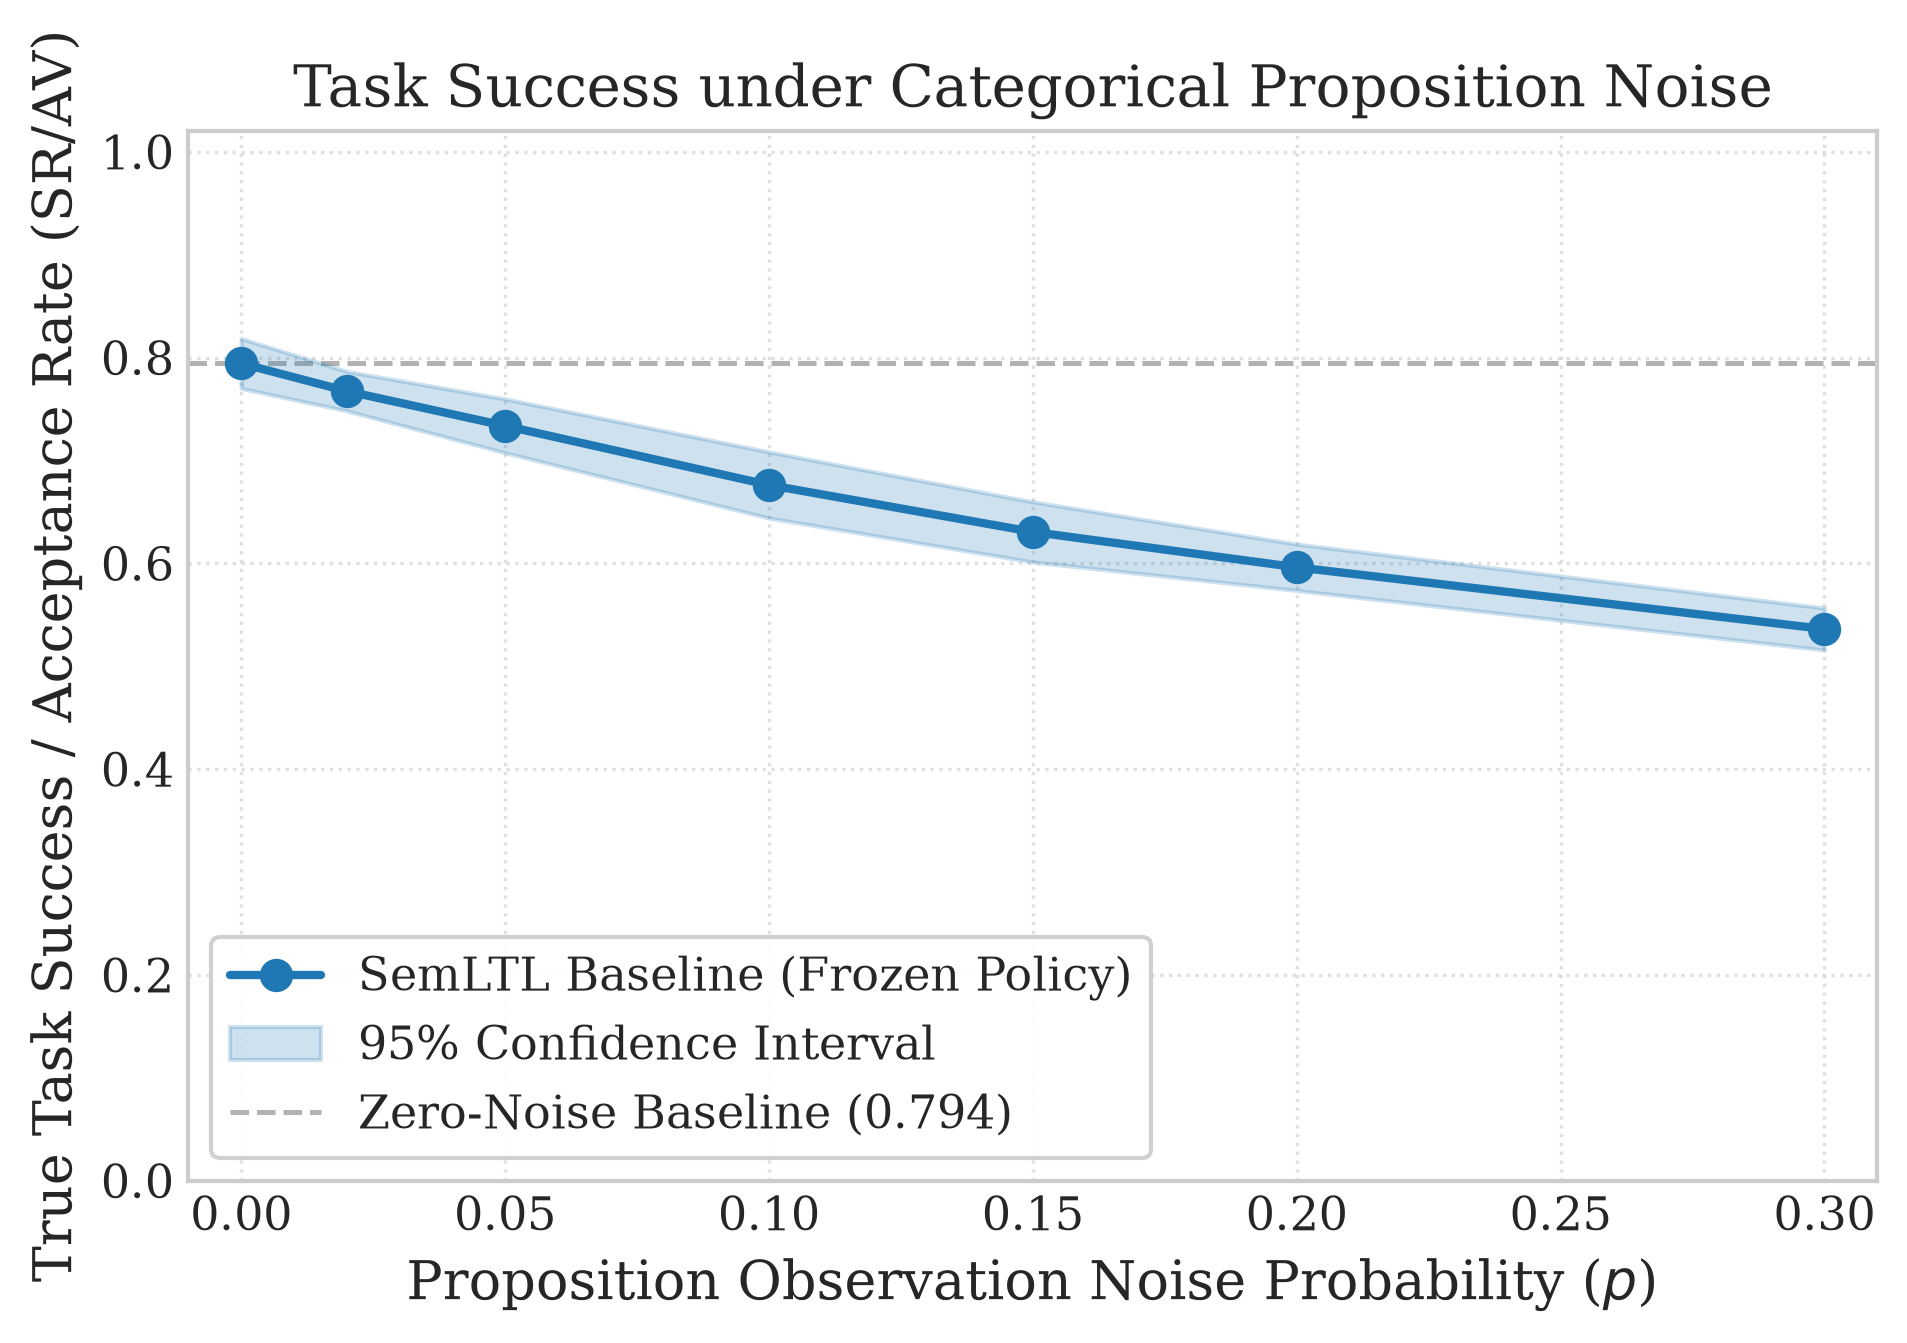 Task Success under Categorical Proposition Noise
True Task Success / Acceptance Rate (SR/AV)
1.0
0.8
0.6
0.4
0.2
0.0
SemLTL Baseline (Frozen Policy)
95% Confidence Interval
Zero-Noise Baseline (0.794)
0.00 0.05 0.10 0.15 0.20 0.25 0.30
Proposition Observation Noise Probability (p)